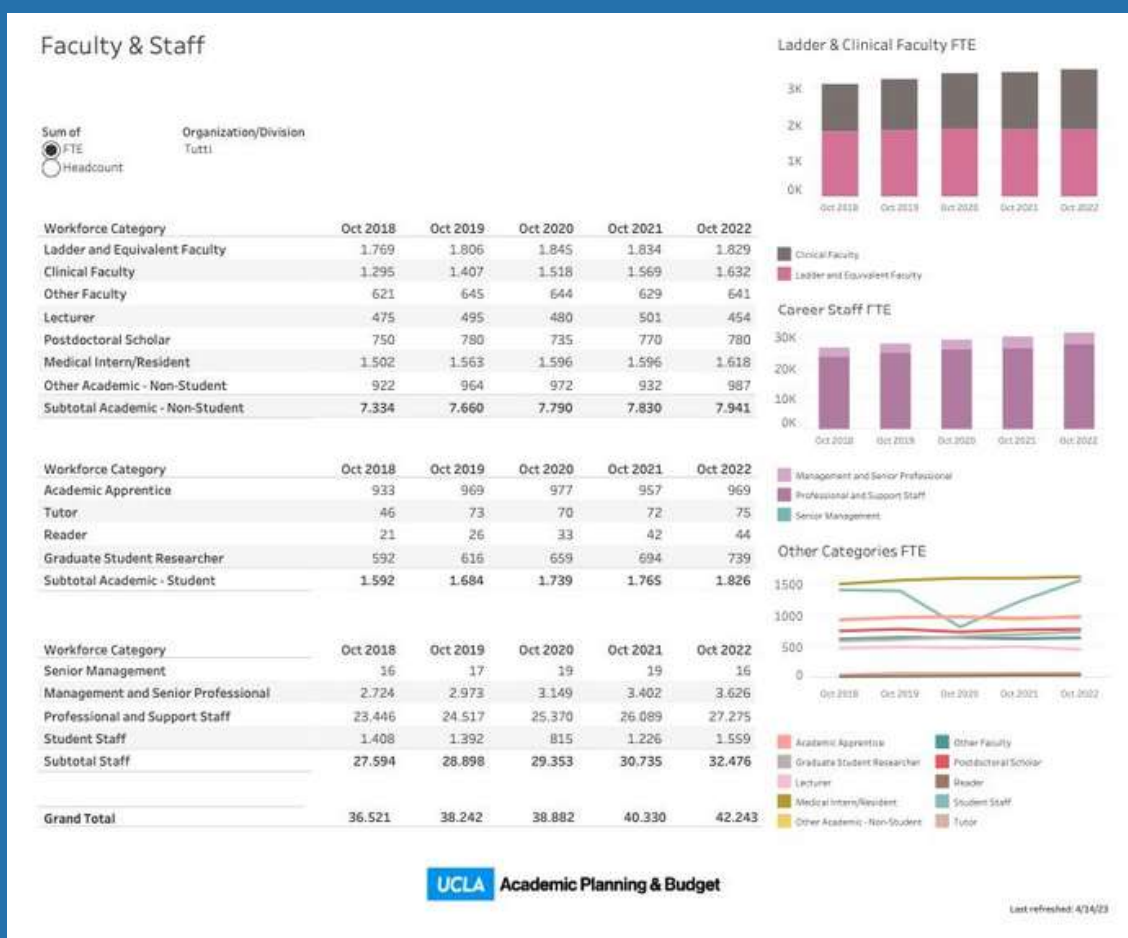 Faculty & Staff
Sum of
FTE
Headcount
Organization/Division
Tutti
Workforce Category Oct 2018 Oct 2019 Oct 2020 Oct 2021 Oct 2022
Ladder and Equivalent Faculty 1.769 1.806 1.845 1.834 1.829
Clinical Faculty 1.295 1.407 1.518 1.569 1.632
Other Faculty 621 645 644 629 641
Lecturer 475 495 480 501 454
Postdoctoral Scholar 750 780 735 770 780
Medical Intern/Resident 1.502 1.563 1.596 1.596 1.618
Other Academic - Non-Student 922 964 972 932 987
Subtotal Academic - Non-Student 7.334 7.660 7.790 7.830 7.941
Workforce Category Oct 2018 Oct 2019 Oct 2020 Oct 2021 Oct 2022
Academic Apprentice 933 969 977 957 969
Tutor 46 73 70 72 75
Reader 21 26 33 42 44
Graduate Student Researcher 592 616 659 694 739
Subtotal Academic - Student 1.592 1.684 1.739 1.765 1.826
Workforce Category Oct 2018 Oct 2019 Oct 2020 Oct 2021 Oct 2022
Senior Management 16 17 19 19 16
Management and Senior Professional 2.724 2.973 3.149 3.402 3.626
Professional and Support Staff 23.446 24.517 25.370 26.089 27.275
Student Staff 1.408 1.392 815 1.226 1.559
Subtotal Staff 27.594 28.898 29.353 30.735 32.476
Grand Total 36.521 38.242 38.882 40.330 42.243
Ladder & Clinical Faculty FTE
3K
2K
1K
0K
Oct 2018 Oct 2019 Oct 2020 Oct 2021 Oct 2022
Clinical Faculty
Ladder and Equivalent Faculty
Career Staff FTE
30K
20K
10K
0K
Oct 2018 Oct 2019 Oct 2020 Oct 2021 Oct 2022
Management and Senior Professional
Professional and Support Staff
Senior Management
Other Categories FTE
1500
1000
500
0
Oct 2018 Oct 2019 Oct 2020 Oct 2021 Oct 2022
Academic Apprentice Other Faculty
Graduate Student Researcher Postdoctoral Scholar
Lecturer Reader
Medical Intern/Resident Student Staff
Other Academic - Non-Student Tutor
UCLA Academic Planning & Budget
Last refreshed: 4/14/23